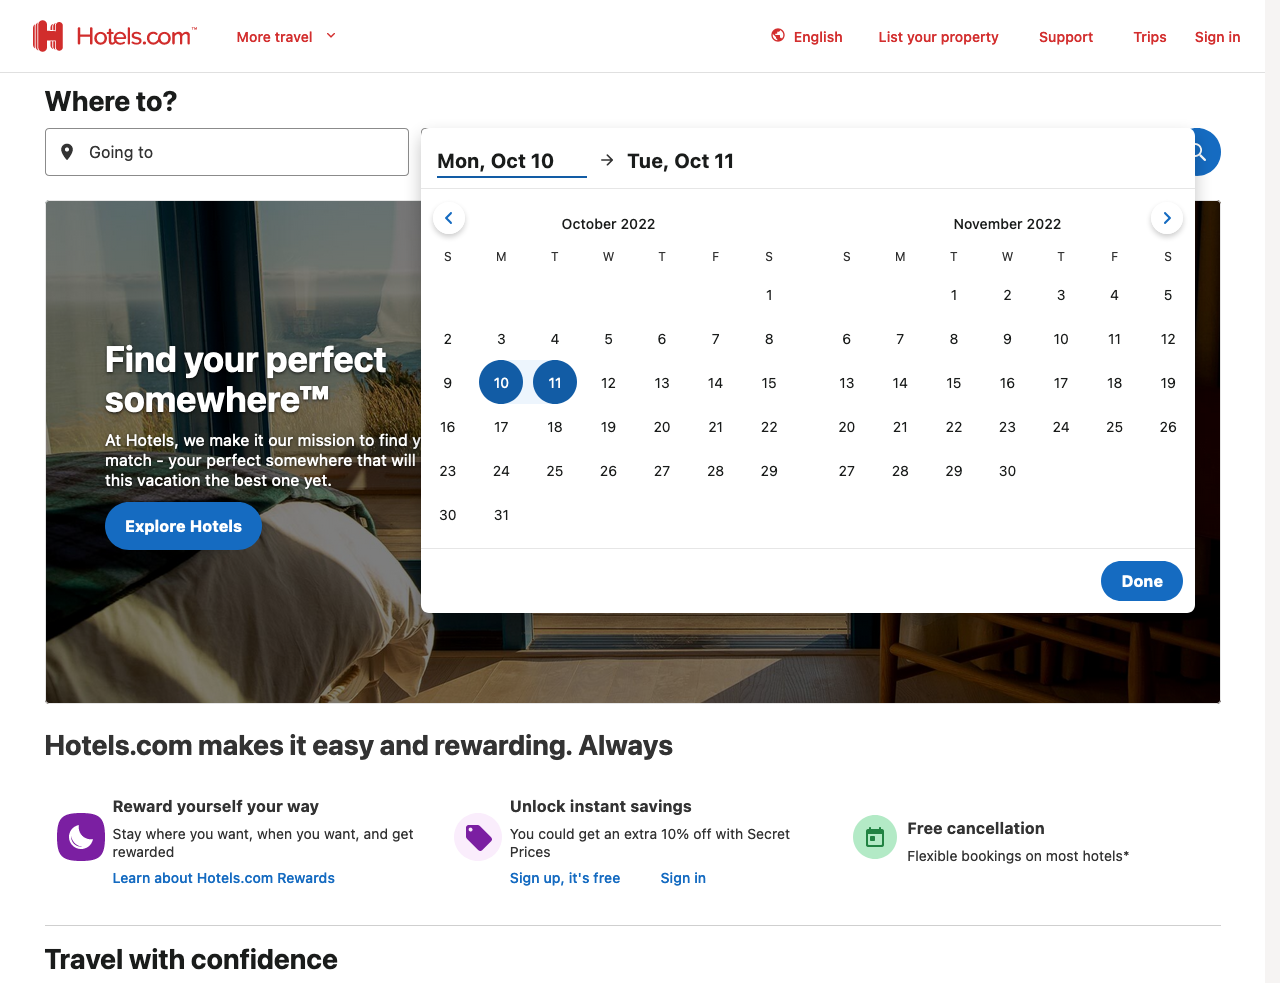 Hotels.com™
More travel
English
List your property
Support
Trips
Sign in
Where to?
Going to
Mon, Oct 10
Tue, Oct 11
October 2022
S M T W T F S
1
2 3 4 5 6 7 8
9 10 11 12 13 14 15
16 17 18 19 20 21 22
23 24 25 26 27 28 29
30 31
November 2022
S M T W T F S
1 2 3 4 5
6 7 8 9 10 11 12
13 14 15 16 17 18 19
20 21 22 23 24 25 26
27 28 29 30
Done
Find your perfect
somewhere™
At Hotels, we make it our mission to find y
match - your perfect somewhere that will
this vacation the best one yet.
Explore Hotels
Hotels.com makes it easy and rewarding. Always
Reward yourself your way
Stay where you want, when you want, and get
rewarded
Learn about Hotels.com Rewards
Unlock instant savings
You could get an extra 10% off with Secret
Prices
Sign up, it's free
Sign in
Free cancellation
Flexible bookings on most hotels*
Travel with confidence